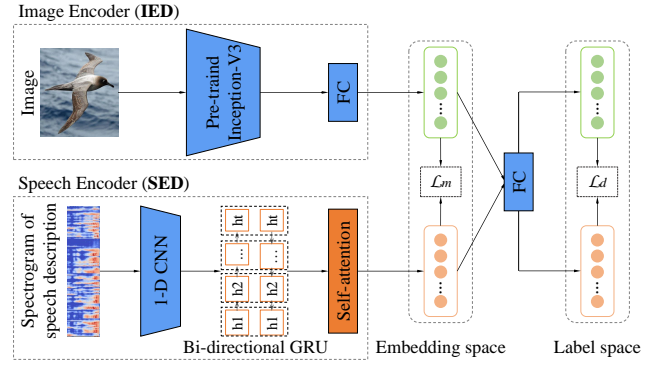 Image Encoder (IED)
Image
Pre-traind
Inception-V3
FC
ℒm
FC
ℒd
Speech Encoder (SED)
Spectrogram of
speech description
1-D CNN
ht ht
... ...
h2 h2
h1 h1
Self-attention
Bi-directional GRU
Embedding space
Label space